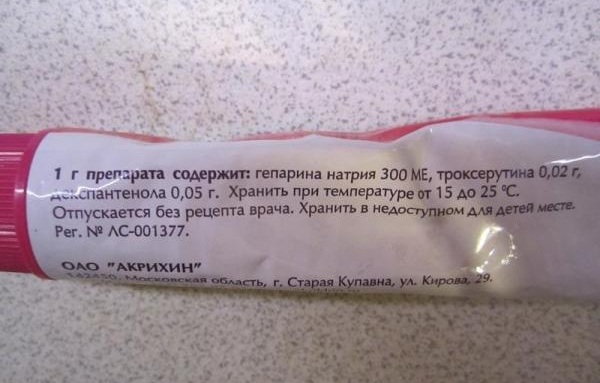 1 г препарата содержит: гепарина натрия 300 МЕ, троксерутина 0,02 г,
декспантенола 0,05 г. Хранить при температуре от 15 до 25 °С.
Отпускается без рецепта врача. Хранить в недоступном для детей месте.
Рег. № ЛС-001377.
ОАО "АКРИХИН"
142450, Московская область, г. Старая Купавна, ул. Кирова, 29.